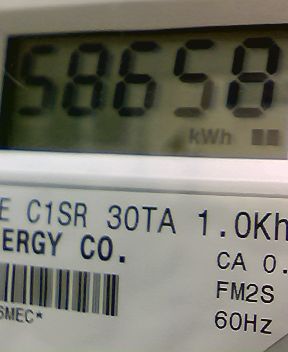 58658
kWh
E C1SR 30TA 1.0Kh
ERGY CO.
CA 0.
FM2S
60Hz
SMEC*